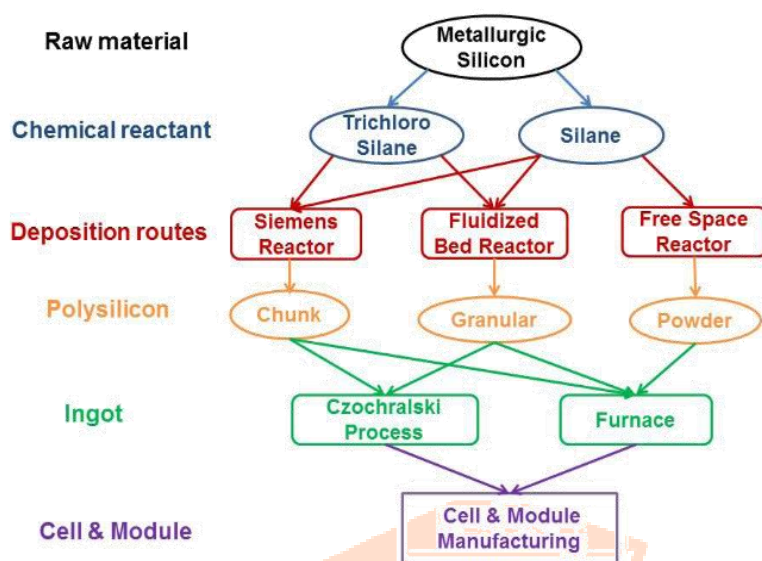 Raw material
Metallurgic
Silicon
Chemical reactant
Trichloro
Silane
Silane
Deposition routes
Siemens
Reactor
Fluidized
Bed Reactor
Free Space
Reactor
Polysilicon
Chunk
Granular
Powder
Ingot
Czochralski
Process
Furnace
Cell & Module
Cell & Module
Manufacturing